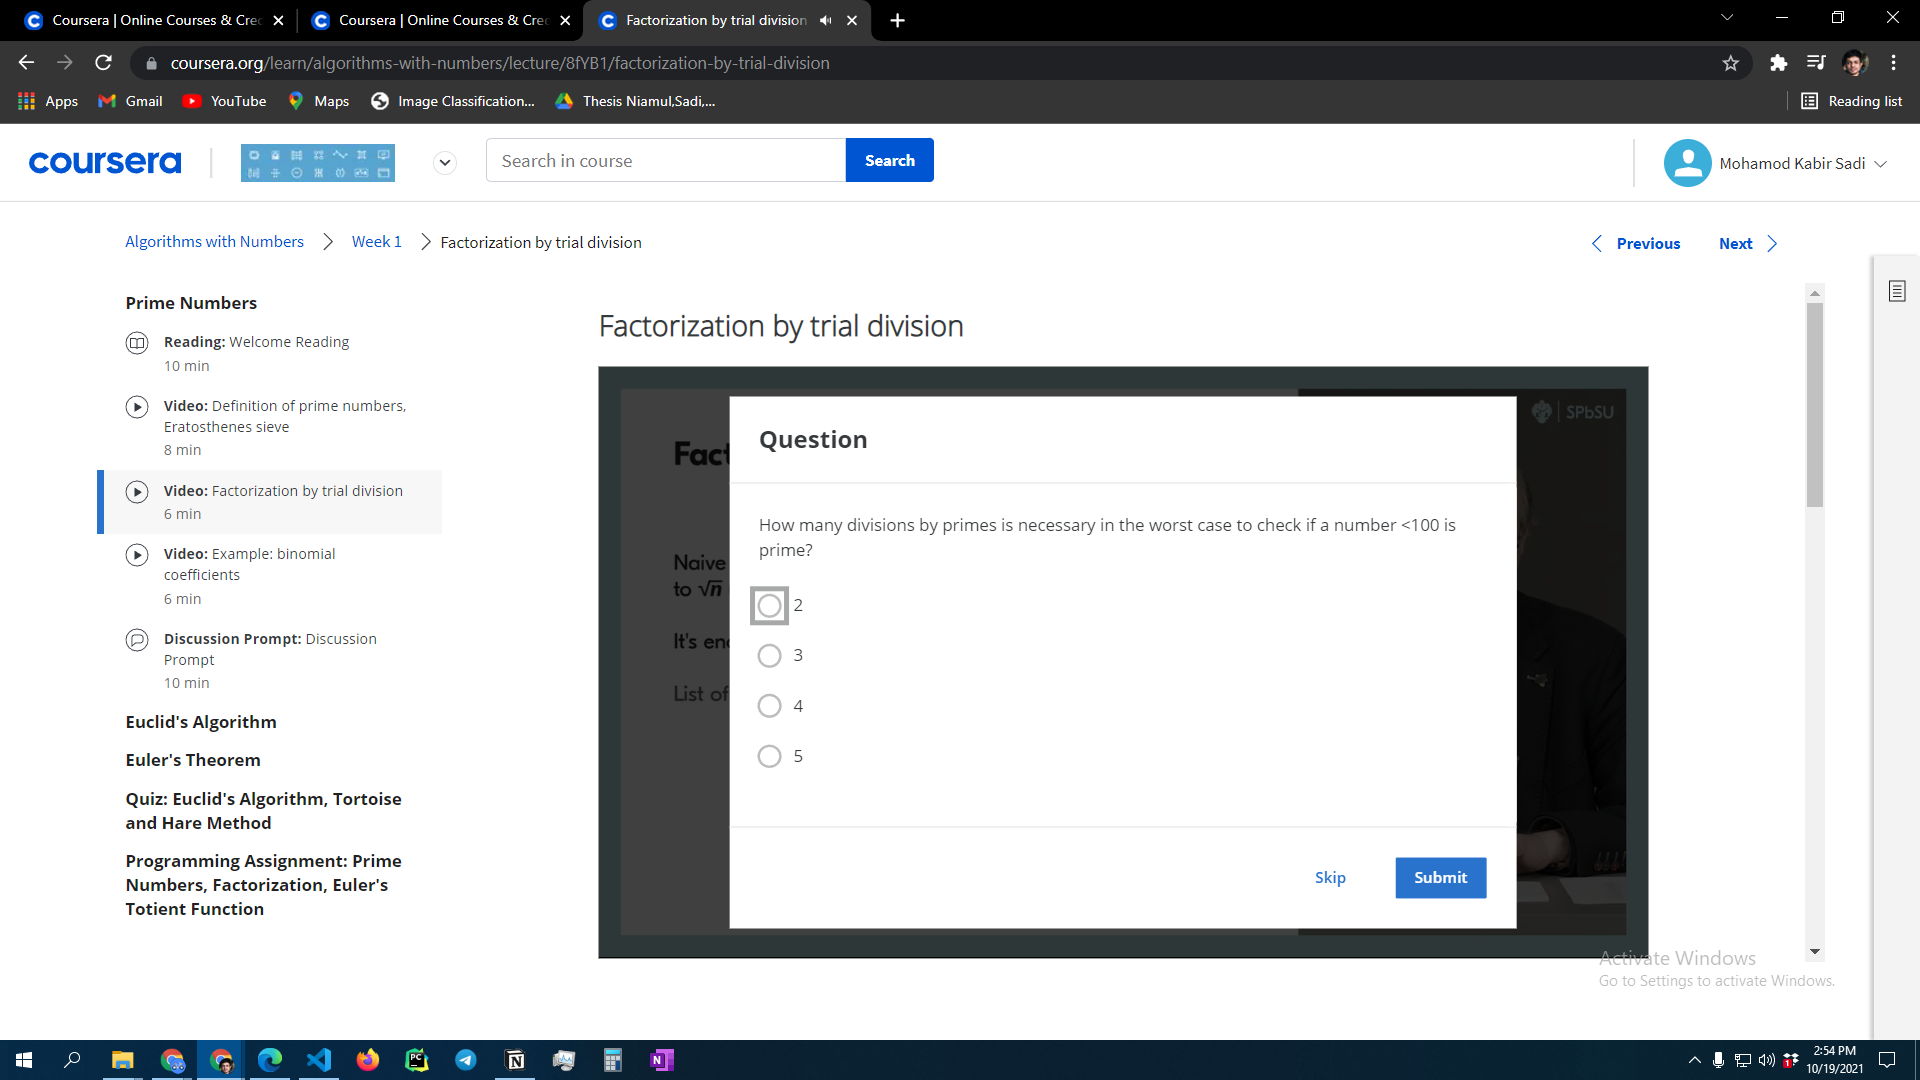 Coursera | Online Courses & Crec
Coursera | Online Courses & Crec
Factorization by trial division
coursera.org/learn/algorithms-with-numbers/lecture/8fYB1/factorization-by-trial-division
Apps
Gmail
YouTube
Maps
Image Classification...
Thesis Niamul,Sadi,...
Reading list
coursera
Search in course
Search
Mohamod Kabir Sadi
Algorithms with Numbers
Week 1
Factorization by trial division
Previous
Next
Prime Numbers
Reading: Welcome Reading
10 min
Video: Definition of prime numbers,
Eratosthenes sieve
8 min
Video: Factorization by trial division
6 min
Video: Example: binomial
coefficients
6 min
Discussion Prompt: Discussion
Prompt
10 min
Euclid's Algorithm
Euler's Theorem
Quiz: Euclid's Algorithm, Tortoise
and Hare Method
Programming Assignment: Prime
Numbers, Factorization, Euler's
Totient Function
Factorization by trial division
SPbSU
Fact
Naive
to √n
It's en
List of
Question
How many divisions by primes is necessary in the worst case to check if a number <100 is
prime?
2
3
4
5
Skip
Submit
Activate Windows
Go to Settings to activate Windows.
2:54 PM
10/19/2021